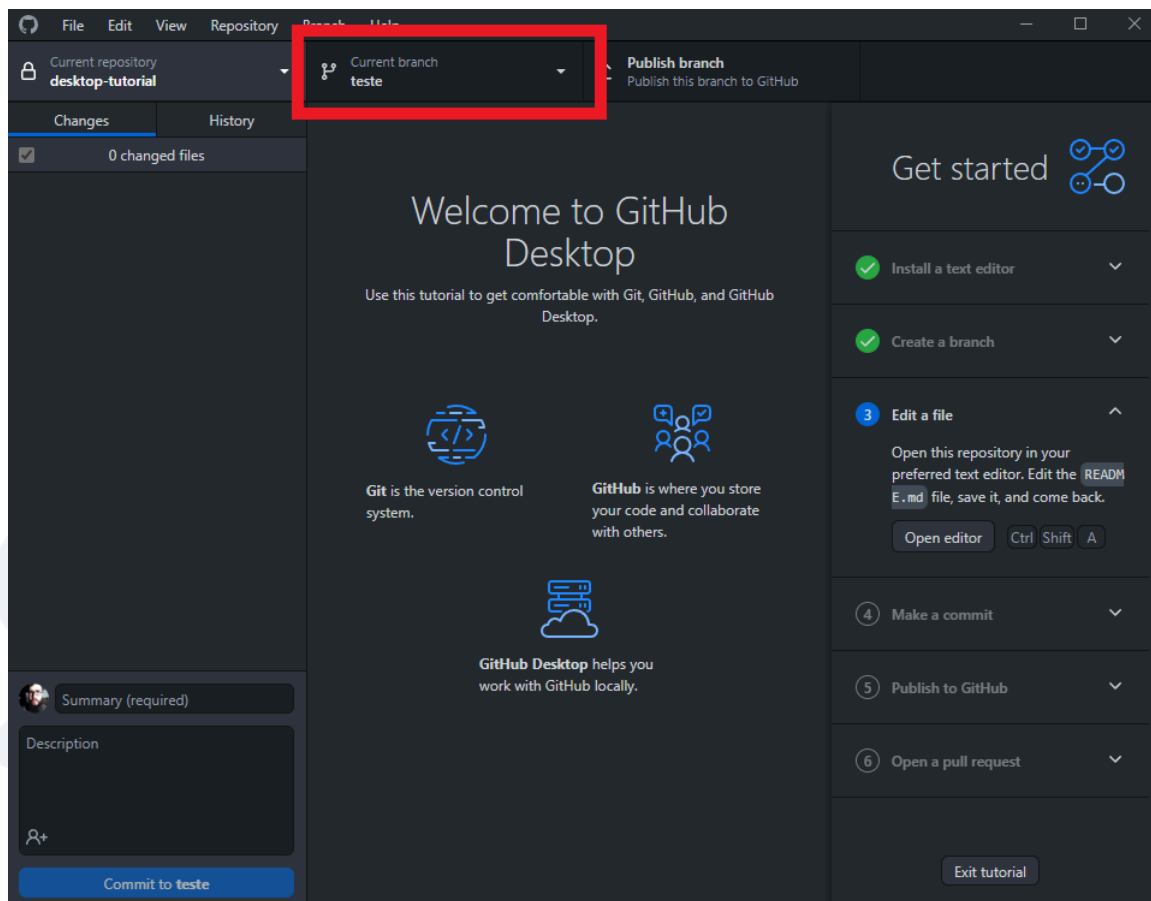 File Edit View Repository Branch Help
Current repository
desktop-tutorial
Current branch
teste
Publish branch
Publish this branch to GitHub
Changes History
0 changed files
Welcome to GitHub
Desktop
Use this tutorial to get comfortable with Git, GitHub, and GitHub
Desktop.
Git is the version control
system.
GitHub is where you store
your code and collaborate
with others.
GitHub Desktop helps you
work with GitHub locally.
Get started
Install a text editor
Create a branch
3 Edit a file
Open this repository in your
preferred text editor. Edit the READM
E.md file, save it, and come back.
Open editor Ctrl Shift A
4 Make a commit
5 Publish to GitHub
6 Open a pull request
Exit tutorial
Summary (required)
Description
Commit to teste